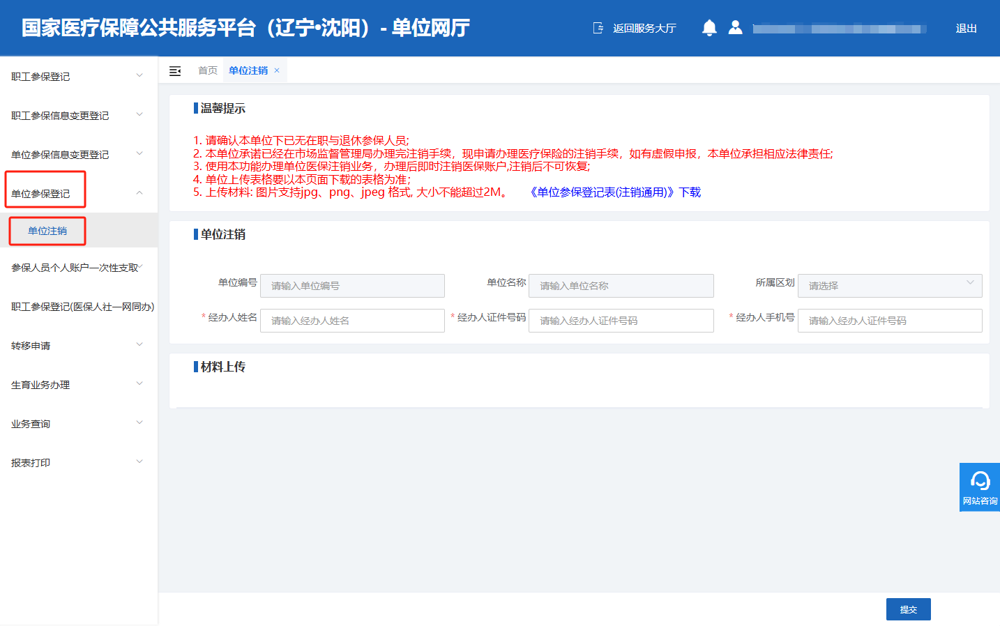 国家医疗保障公共服务平台（辽宁•沈阳）- 单位网厅
返回服务大厅
退出
职工参保登记
职工参保信息变更登记
单位参保信息变更登记
单位参保登记
单位注销
参保人员个人账户一次性支取
职工参保登记(医保人社一网同办)
转移申请
生育业务办理
业务查询
报表打印
首页
单位注销 ×
温馨提示
1. 请确认本单位下已无在职与退休参保人员;
2. 本单位承诺已经在市场监督管理局办理完注销手续，现申请办理医疗保险的注销手续，如有虚假申报，本单位承担相应法律责任;
3. 使用本功能办理单位医保注销业务，办理后即时注销医保账户,注销后不可恢复;
4. 单位上传表格要以本页面下载的表格为准；
5. 上传材料: 图片支持jpg、png、jpeg 格式, 大小不能超过2M。 《单位参保登记表(注销通用)》下载
单位注销
单位编号 请输入单位编号 单位名称 请输入单位名称 所属区划 请选择
* 经办人姓名 请输入经办人姓名 * 经办人证件号码 请输入经办人证件号码 * 经办人手机号 请输入经办人证件号码
材料上传
网站咨询
提交